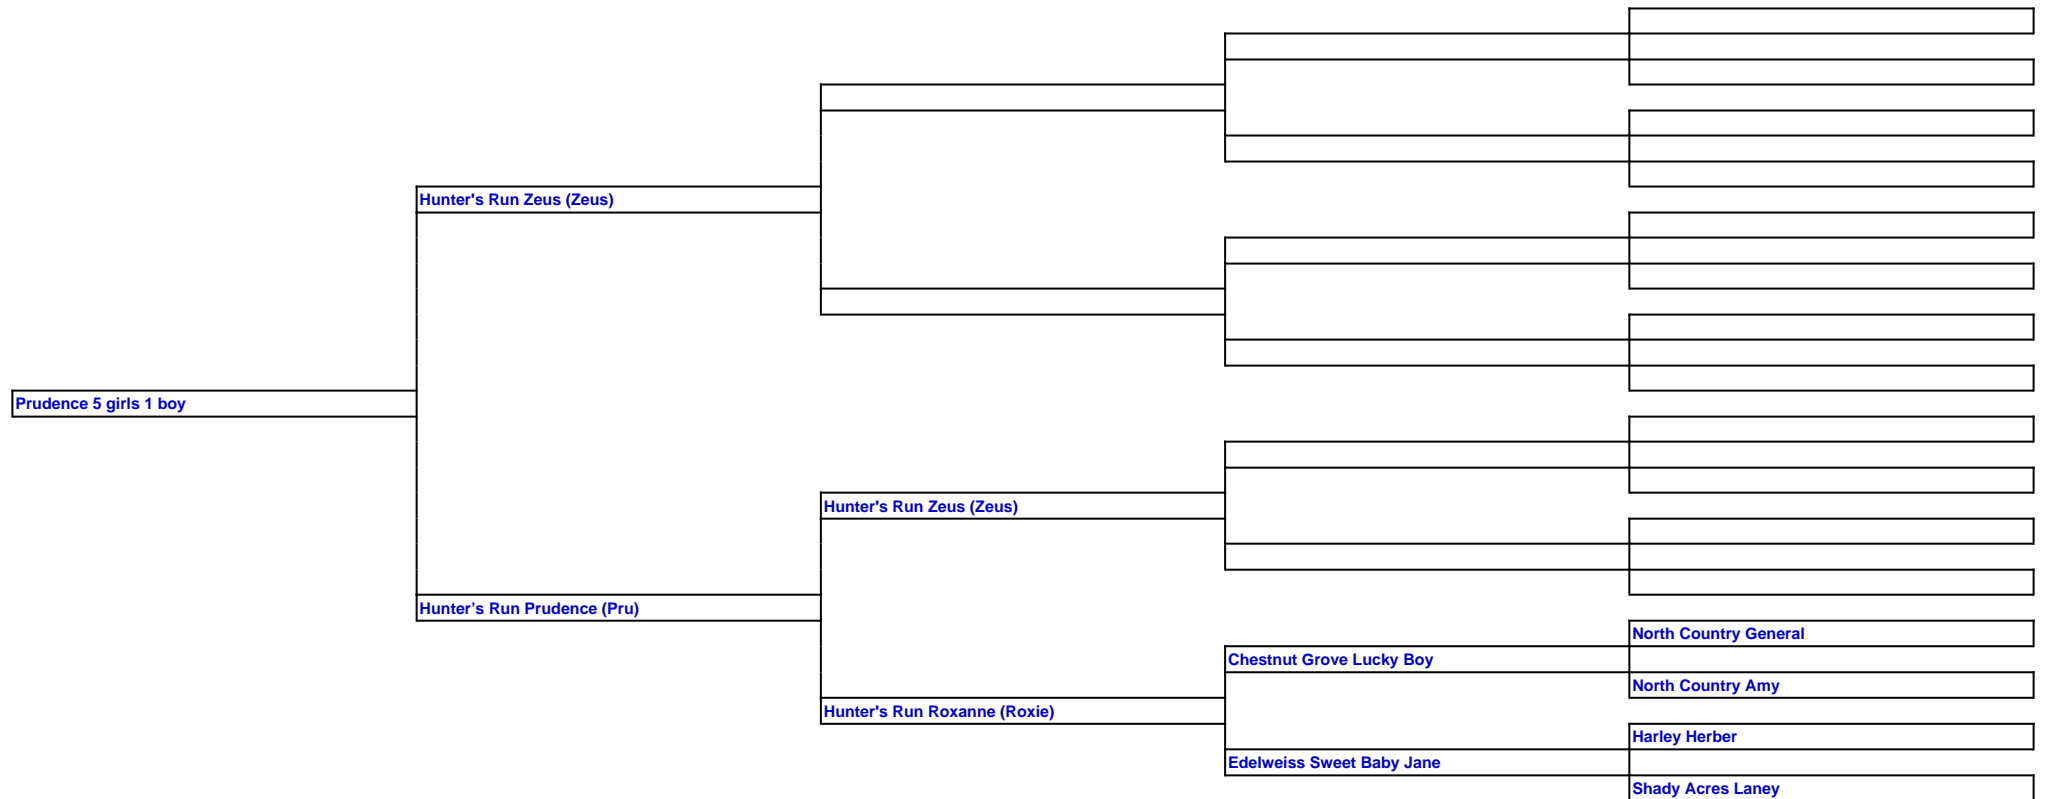 Hunter's Run Zeus (Zeus)
Prudence 5 girls 1 boy
Hunter's Run Zeus (Zeus)
Hunter’s Run Prudence (Pru)
North Country General
Chestnut Grove Lucky Boy
North Country Amy
Hunter's Run Roxanne (Roxie)
Harley Herber
Edelweiss Sweet Baby Jane
Shady Acres Laney